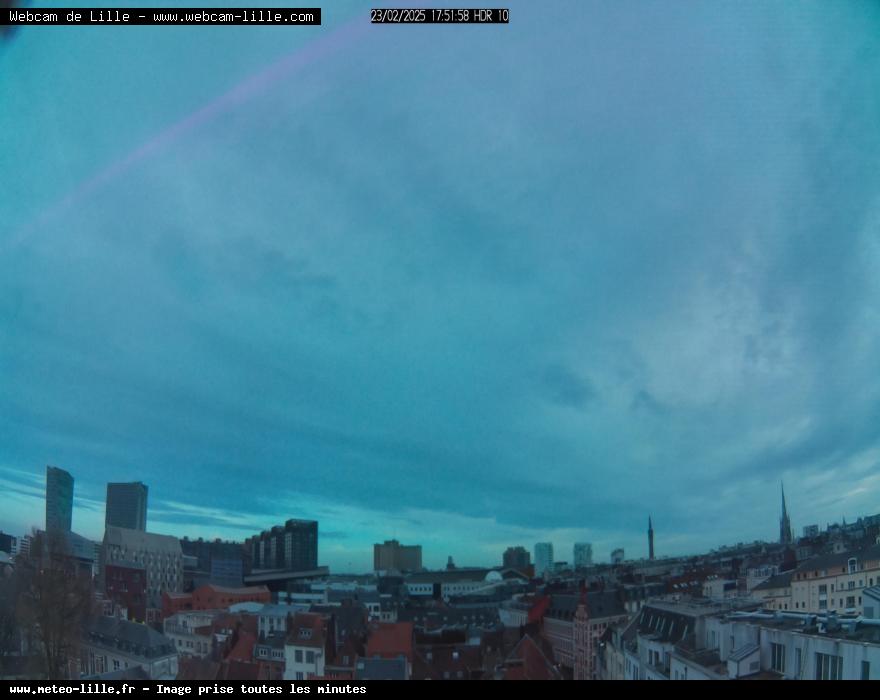 Webcam de Lille - www.webcam-lille.com
23/02/2025 17:51:58 HDR 10
www.meteo-lille.fr - Image prise toutes les minutes